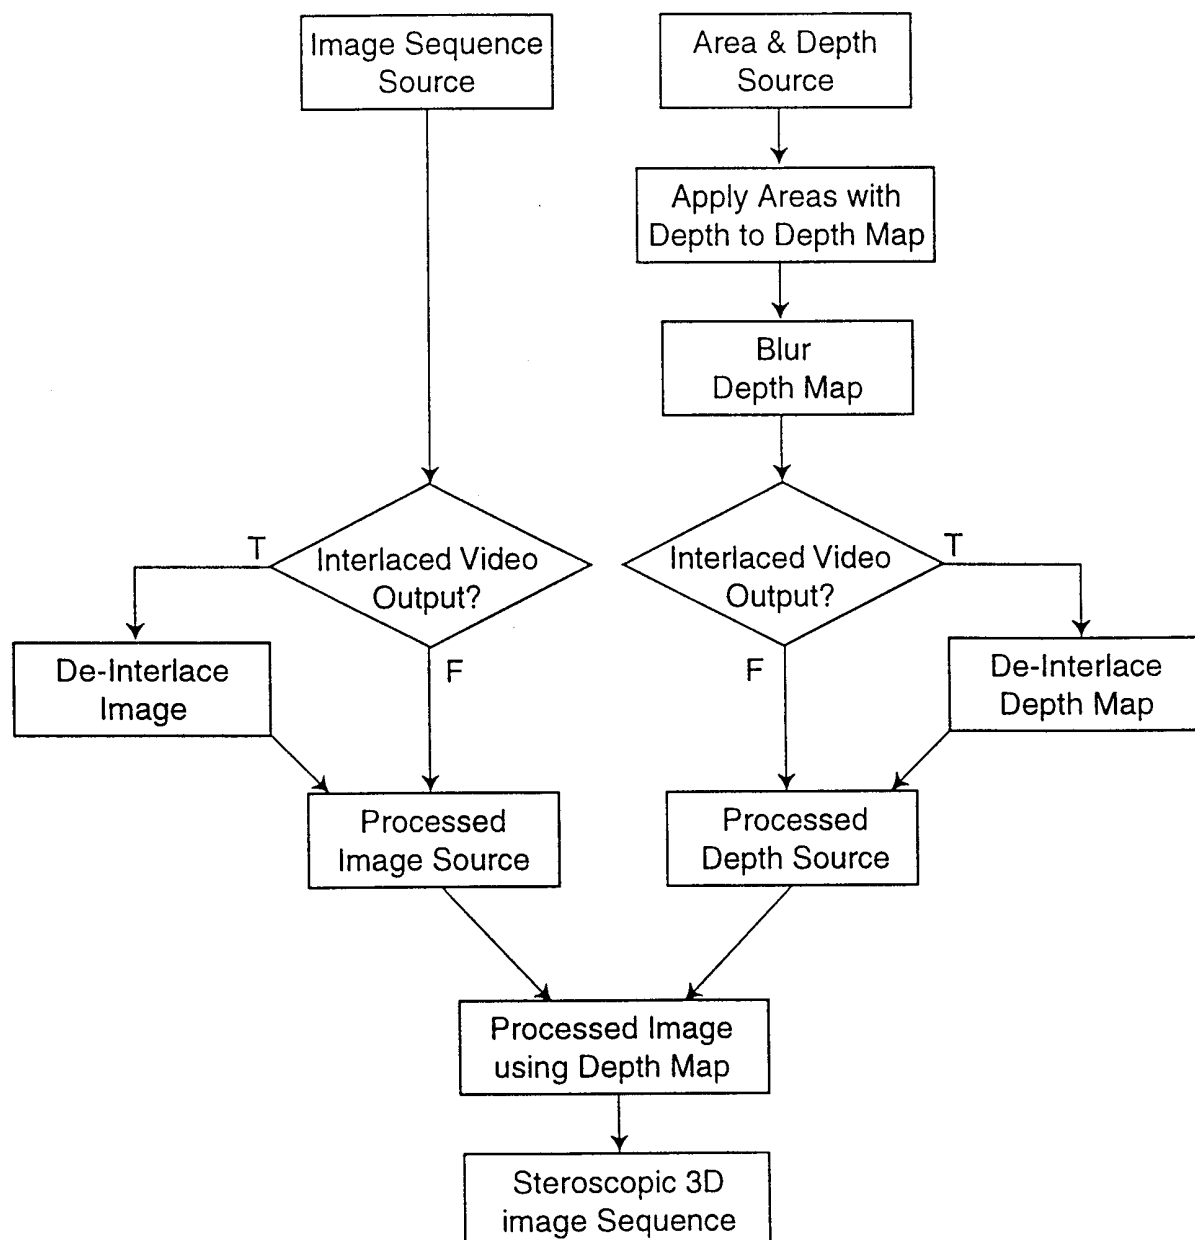 Image Sequence
Source
Area & Depth
Source
Apply Areas with
Depth to Depth Map
Blur
Depth Map
T
Interlaced Video
Output?
F
Interlaced Video
Output?
T
F
De-Interlace
Image
De-Interlace
Depth Map
Processed
Image Source
Processed
Depth Source
Processed Image
using Depth Map
Steroscopic 3D
image Sequence